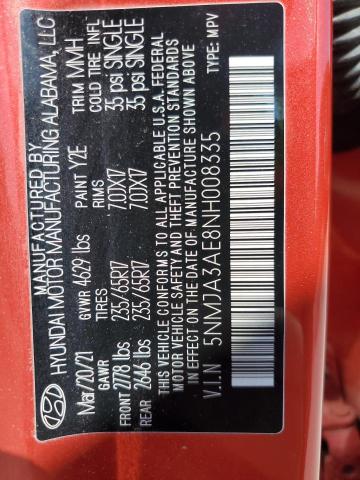 MANUFACTURED BY
HYUNDAI MOTOR MANUFACTURING ALABAMA, LLC
Mar/20/21 GVWR 4629 lbs PAINT Y2E TRIM MMH
GAWR TIRES RIMS COLD TIRE INFL
FRONT 2778 lbs 235/65R17 7.0JX17 35 psi SINGLE
REAR 2646 lbs 235/65R17 7.0JX17 35 psi SINGLE
THIS VEHICLE CONFORMS TO ALL APPLICABLE U.S.A. FEDERAL
MOTOR VEHICLE SAFETY AND THEFT PREVENTION STANDARDS
IN EFFECT ON THE DATE OF MANUFACTURE SHOWN ABOVE.
V.I.N 5NMJA3AE8NH008335 TYPE: MPV